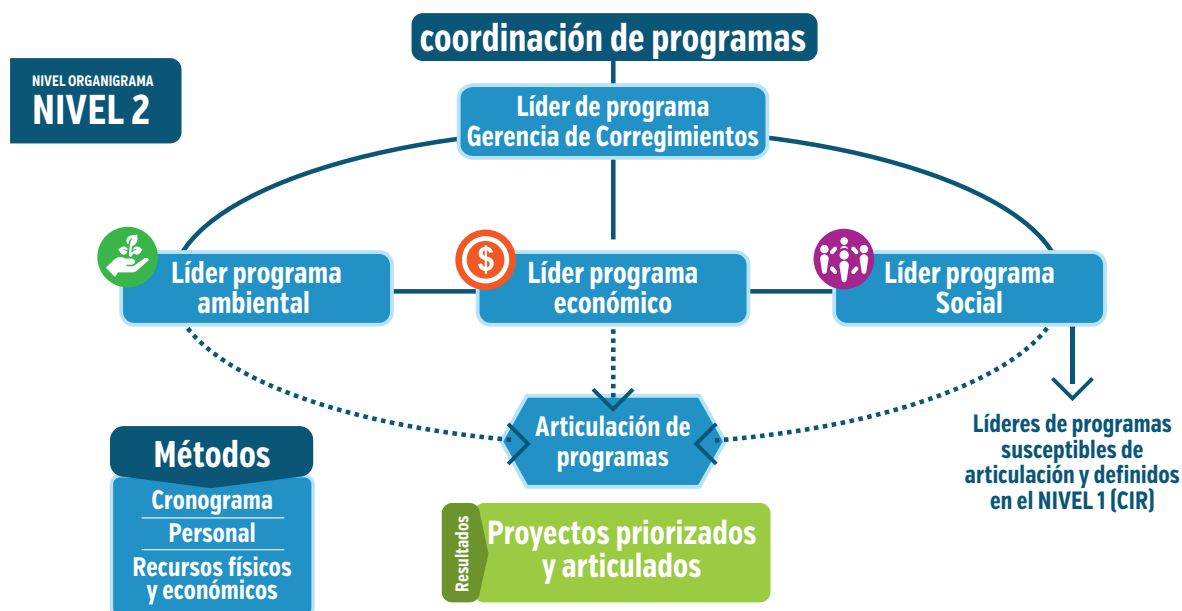 coordinación de programas
NIVEL ORGANIGRAMA
NIVEL 2
Líder de programa
Gerencia de Corregimientos
Líder programa
ambiental
$
Líder programa
económico
Líder programa
Social
Articulación de
programas
Líderes de programas
susceptibles de
articulación y definidos
en el NIVEL 1 (CIR)
Métodos
Cronograma
Personal
Recursos físicos
y económicos
Resultados
Proyectos priorizados
y articulados